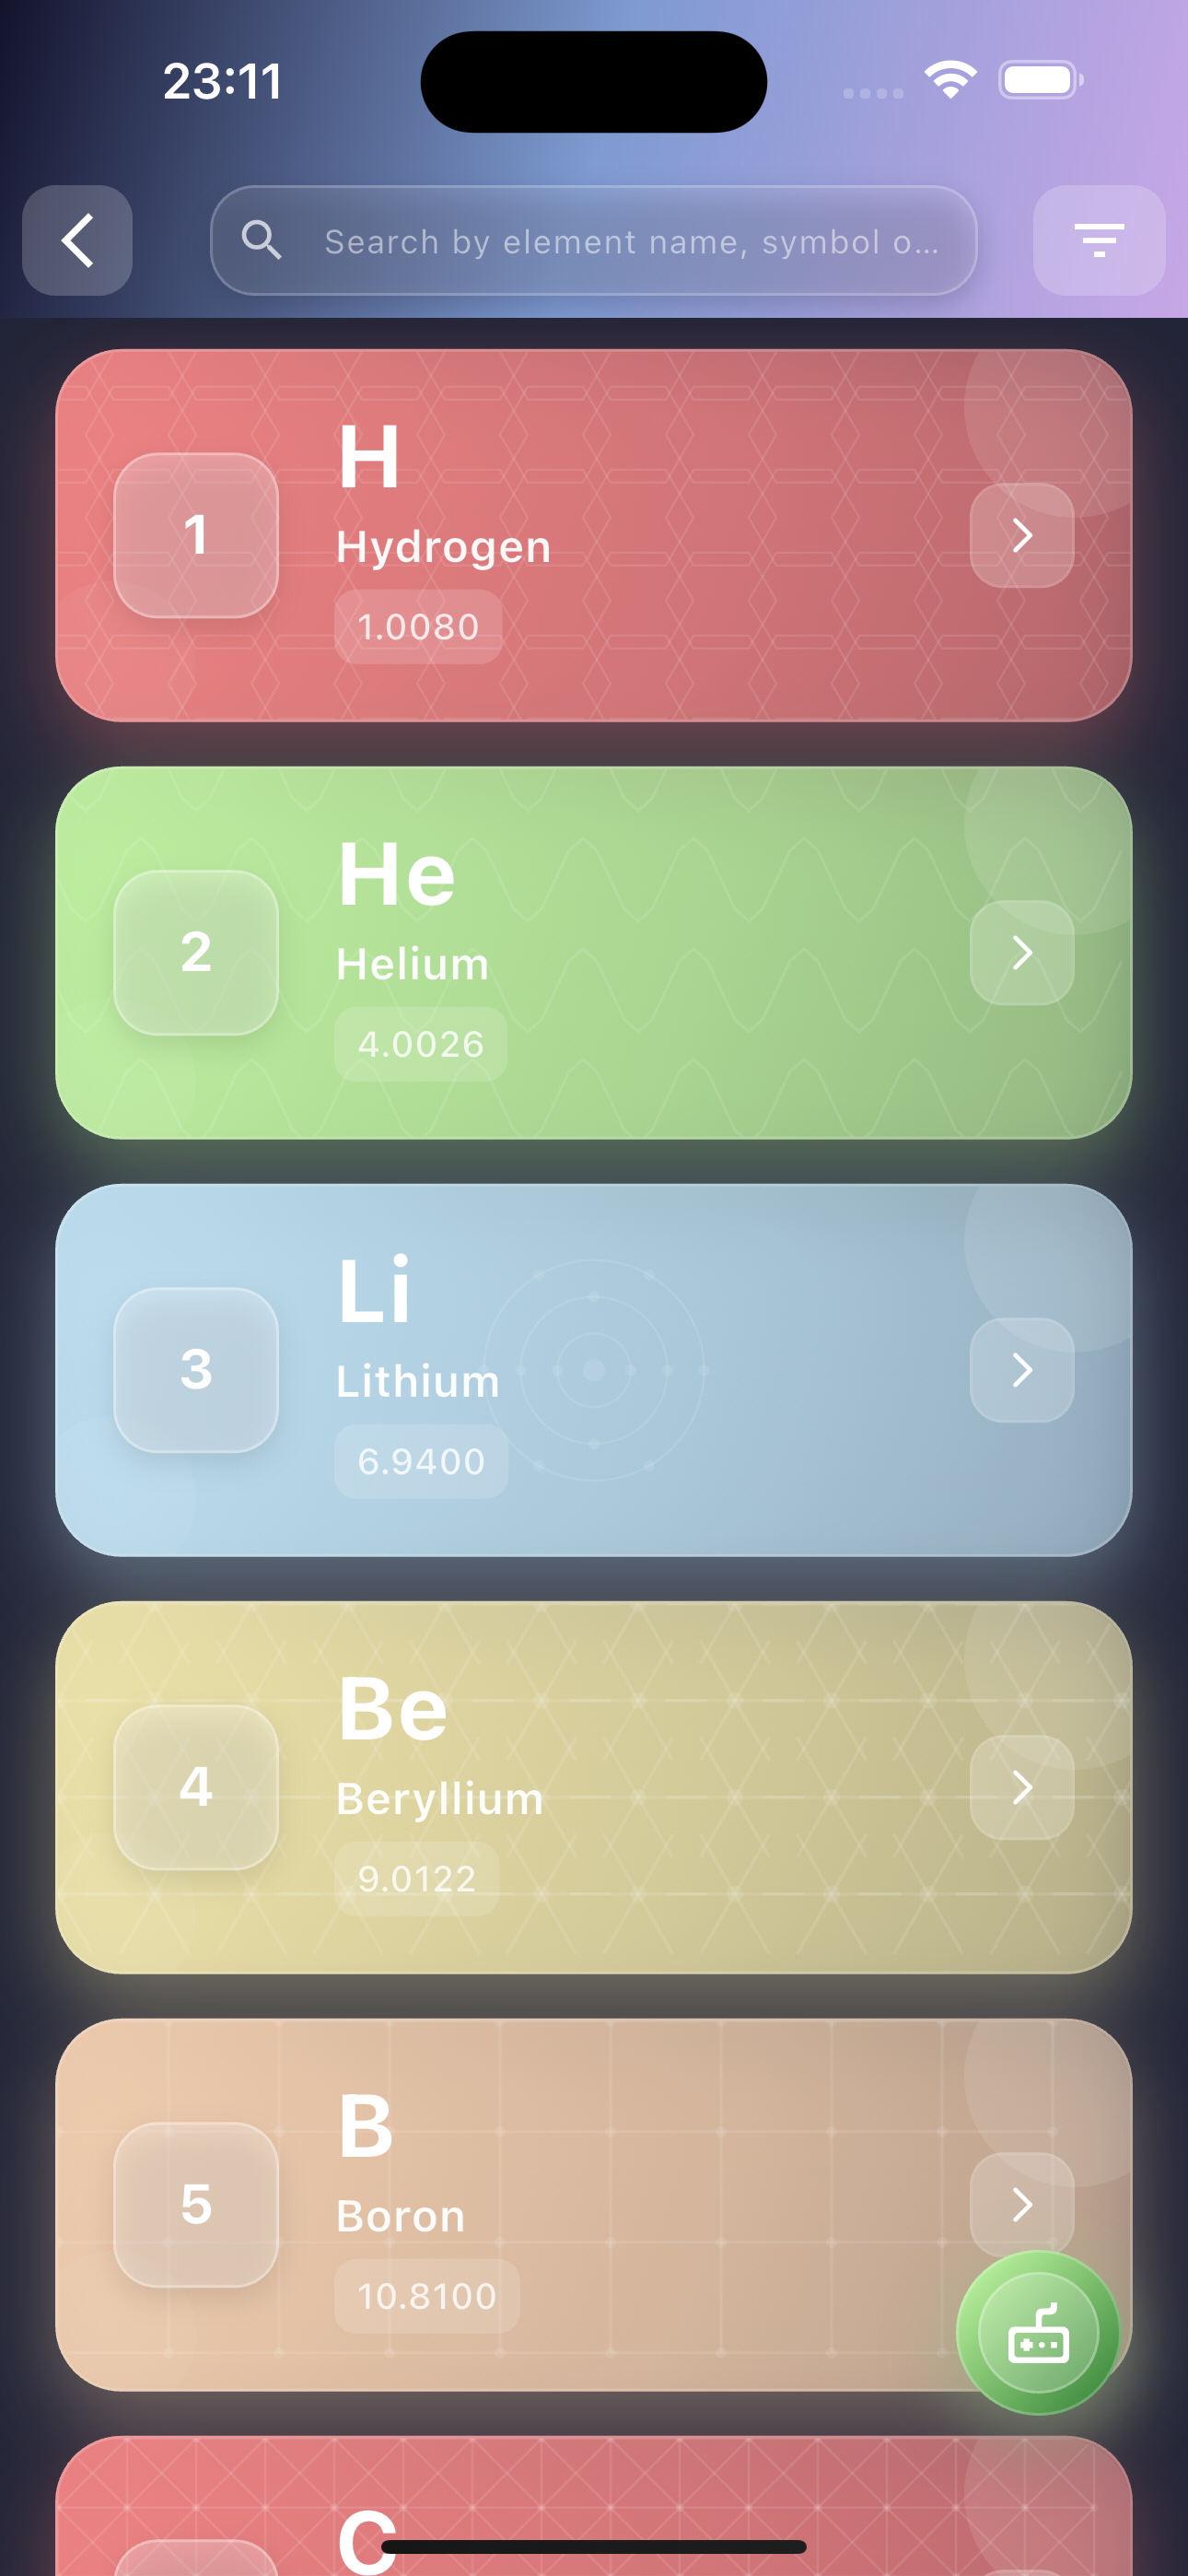 23:11
Search by element name, symbol o...
1
H
Hydrogen
1.0080
2
He
Helium
4.0026
3
Li
Lithium
6.9400
4
Be
Beryllium
9.0122
5
B
Boron
10.8100
C